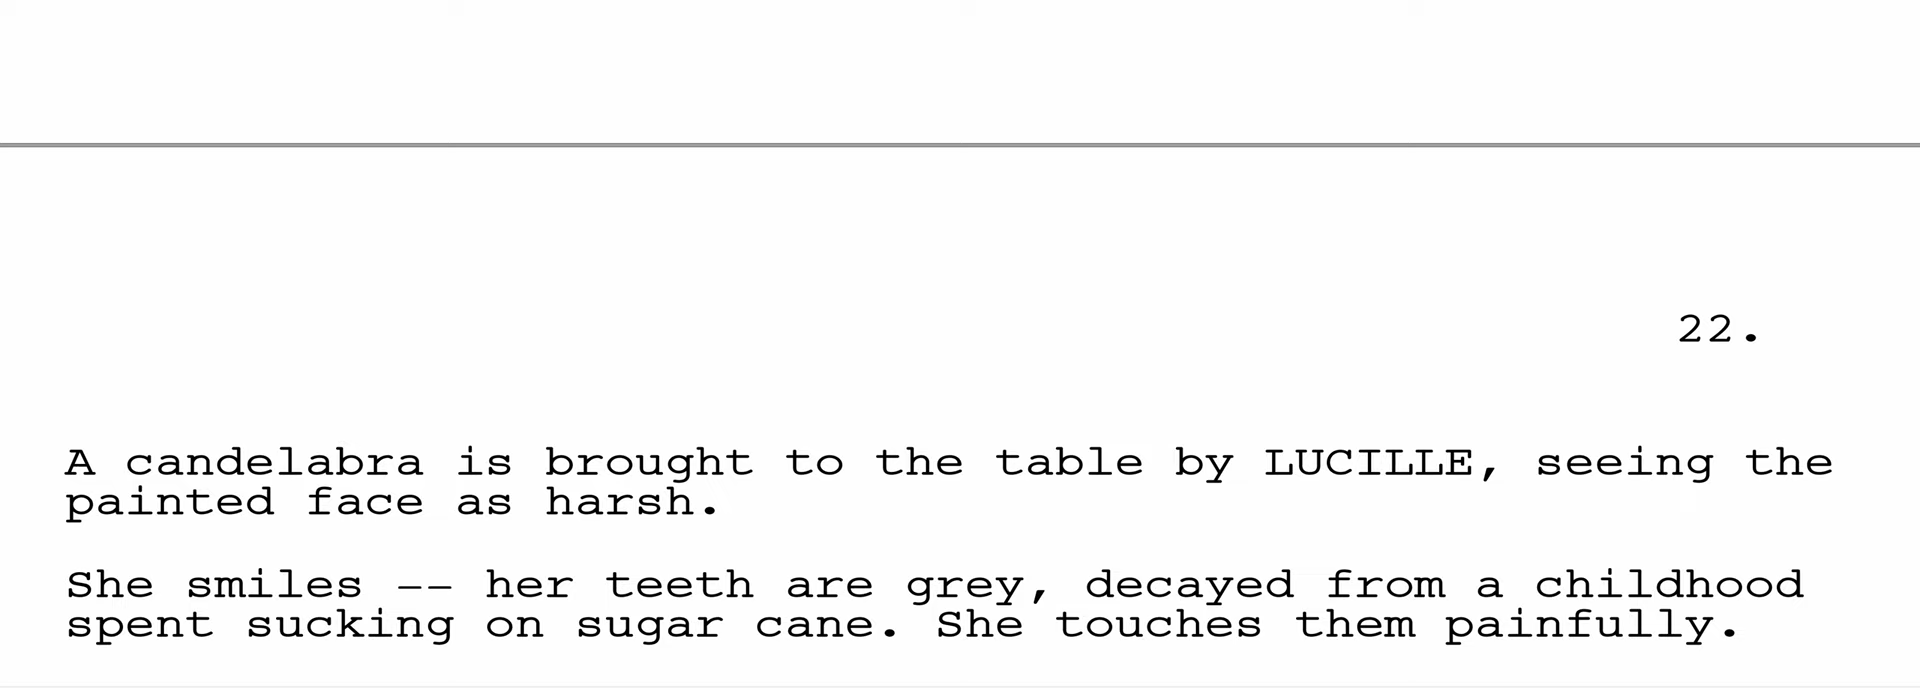 22.
A candelabra is brought to the table by LUCILLE, seeing the
painted face as harsh.
She smiles -- her teeth are grey, decayed from a childhood
spent sucking on sugar cane. She touches them painfully.